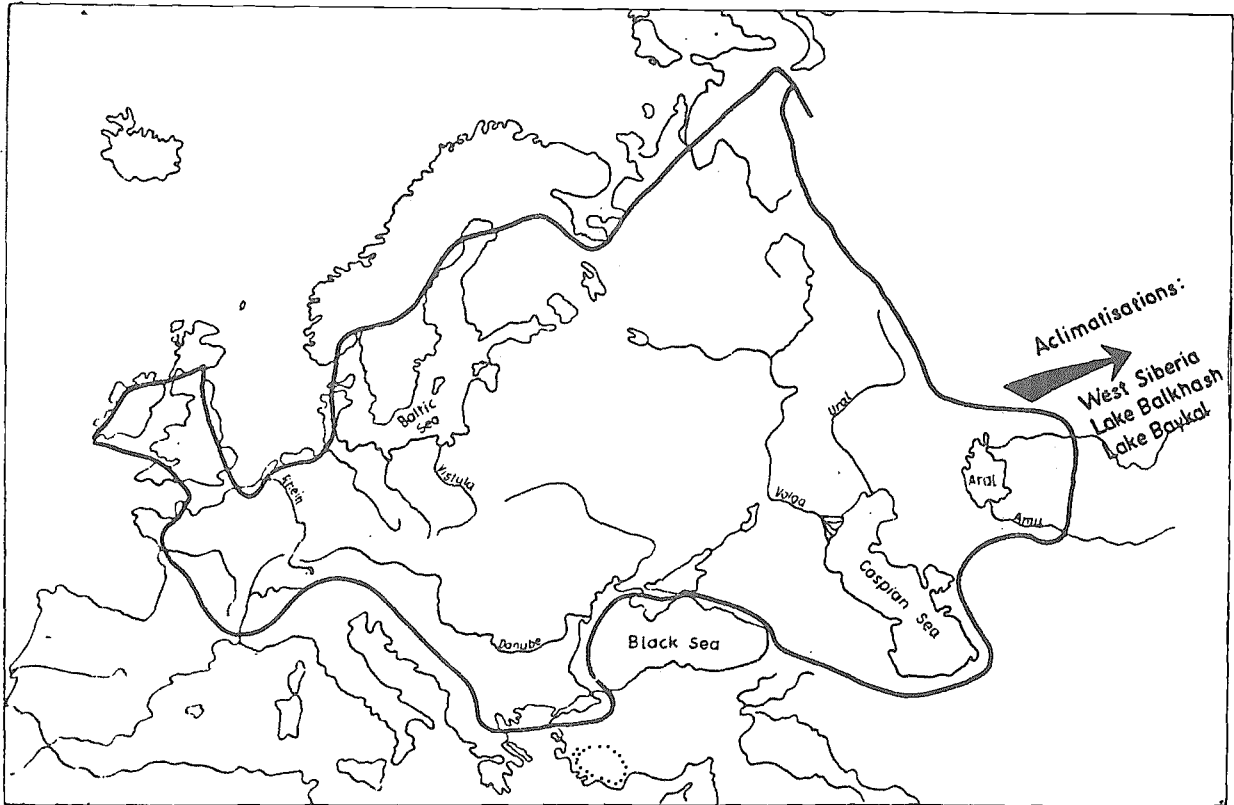 Aclimatisations:
West Siberia
Lake Balkhash
Lake Baykal
Baltic
Sea
Ural
Vistula
Rhein
Aral
Volga
Amu
Caspian Sea
Danube
Black Sea